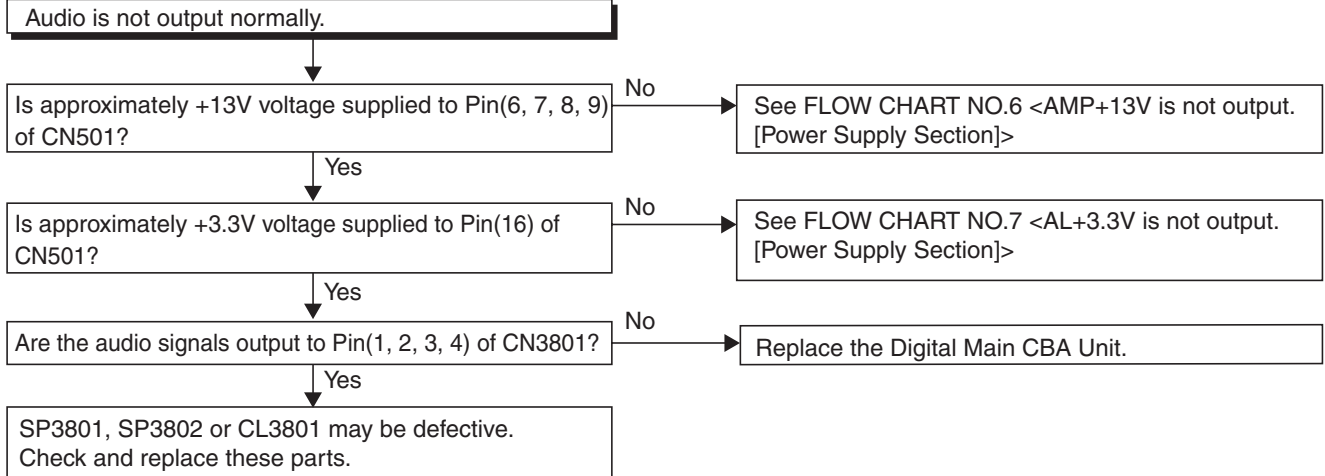 Audio is not output normally.
Is approximately +13V voltage supplied to Pin(6, 7, 8, 9)
of CN501?
No
See FLOW CHART NO.6 <AMP+13V is not output.
[Power Supply Section]>
Yes
Is approximately +3.3V voltage supplied to Pin(16) of
CN501?
No
See FLOW CHART NO.7 <AL+3.3V is not output.
[Power Supply Section]>
Yes
Are the audio signals output to Pin(1, 2, 3, 4) of CN3801?
No
Replace the Digital Main CBA Unit.
Yes
SP3801, SP3802 or CL3801 may be defective.
Check and replace these parts.